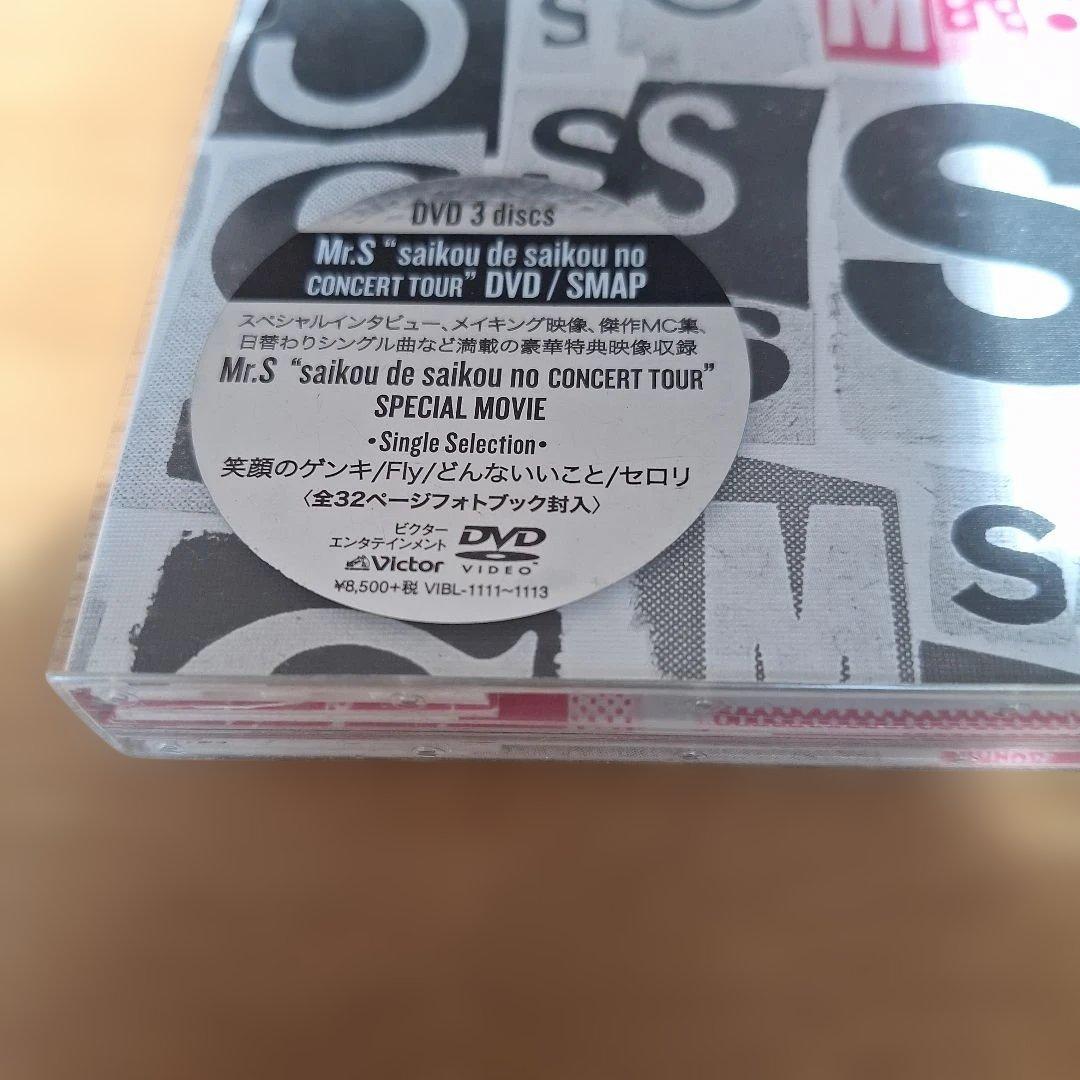 MR.
DVD 3 discs
Mr.S “saikou de saikou no
CONCERT TOUR” DVD / SMAP
スペシャルインタビュー、メイキング映像、傑作MC集、
日替わりシングル曲など満載の豪華特典映像収録
Mr.S “saikou de saikou no CONCERT TOUR”
SPECIAL MOVIE
•Single Selection•
笑顔のゲンキ/Fly/どんないいこと/セロリ
〈全32ページフォトブック封入〉
ビクター
エンタテインメント
Victor
DVD
VIDEO™
¥8,500+税 VIBL-1111~1113
S
S
S
S
S
S
M
S